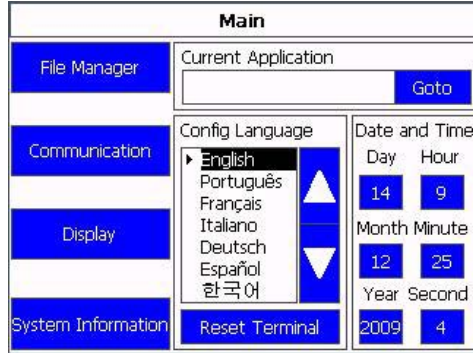 Main
File Manager
Communication
Display
System Information
Current Application
Goto
Config Language
English
Português
Français
Italiano
Deutsch
Español
한국어
Reset Terminal
Date and Time
Day Hour
14 9
Month Minute
12 25
Year Second
2009 4